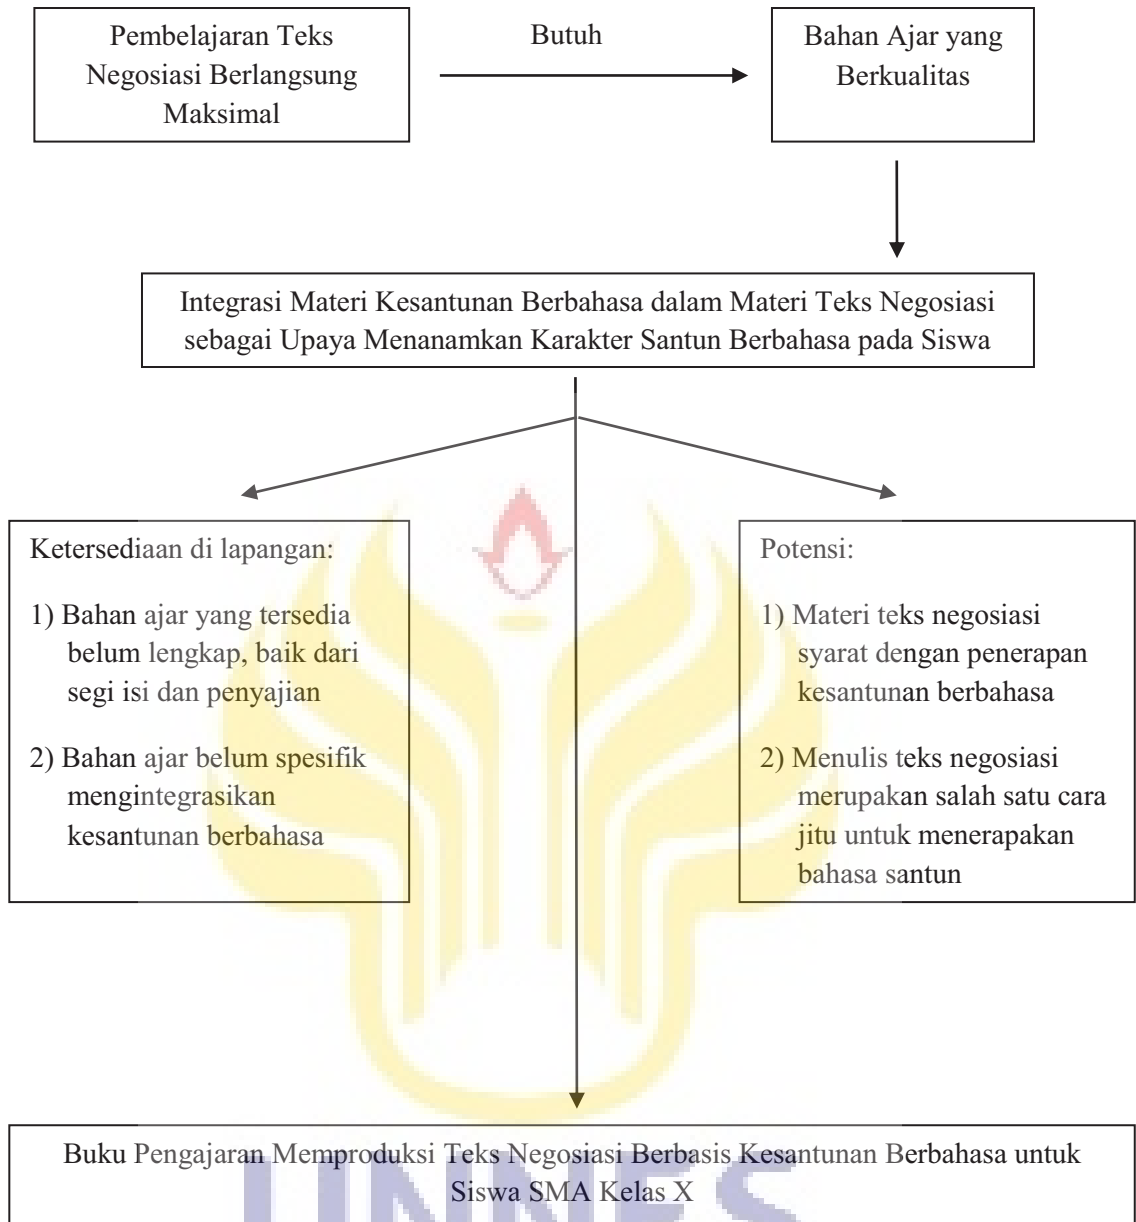 Pembelajaran Teks
Negosiasi Berlangsung
Maksimal
Butuh
Bahan Ajar yang
Berkualitas
Integrasi Materi Kesantunan Berbahasa dalam Materi Teks Negosiasi
sebagai Upaya Menanamkan Karakter Santun Berbahasa pada Siswa
Ketersediaan di lapangan:
1) Bahan ajar yang tersedia
belum lengkap, baik dari
segi isi dan penyajian
2) Bahan ajar belum spesifik
mengintegrasikan
kesantunan berbahasa
Potensi:
1) Materi teks negosiasi
syarat dengan penerapan
kesantunan berbahasa
2) Menulis teks negosiasi
merupakan salah satu cara
jitu untuk menerapakan
bahasa santun
Buku Pengajaran Memproduksi Teks Negosiasi Berbasis Kesantunan Berbahasa untuk
Siswa SMA Kelas X
UNNES